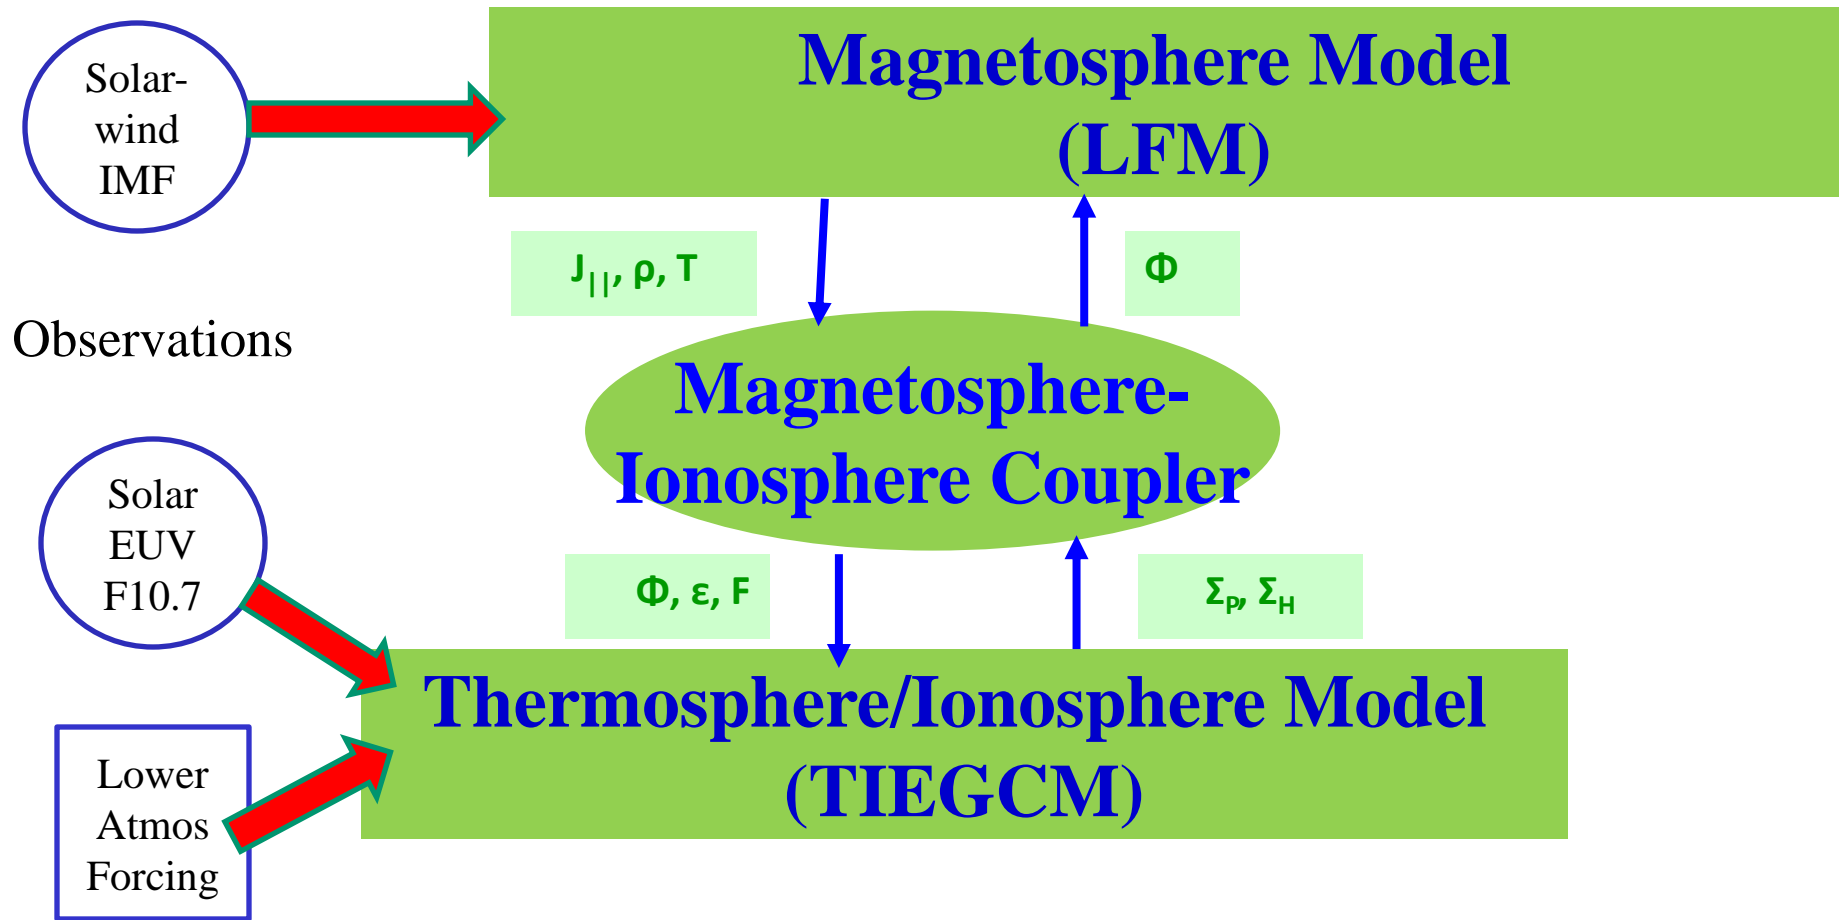 Solar-
wind
IMF
Magnetosphere Model
(LFM)
J||, ρ, T
Φ
Observations
Magnetosphere-
Ionosphere Coupler
Solar
EUV
F10.7
Φ, ε, F
ΣP, ΣH
Thermosphere/Ionosphere Model
(TIEGCM)
Lower
Atmos
Forcing